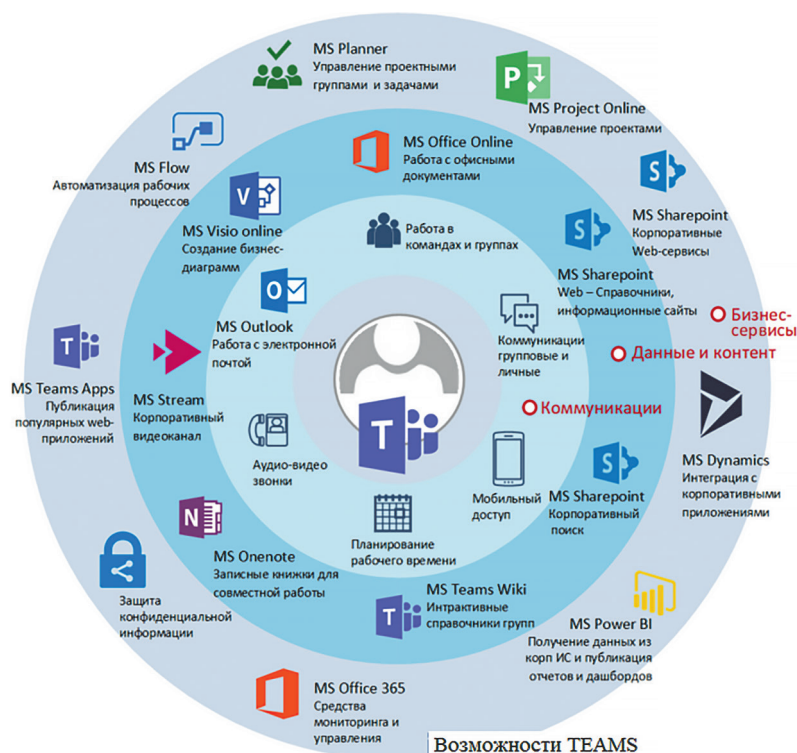 MS Planner
Управление проектными
группами и задачами
P
MS Project Online
Управление проектами
MS Office Online
Работа с офисными
документами
MS Flow
Автоматизация рабочих
процессов
S
MS Sharepoint
Корпоративные
Web-сервисы
V
MS Visio online
Создание бизнес-
диаграмм
Работа в
командах и группах
S
MS Sharepoint
Web – Справочники,
информационные сайты
O
MS Outlook
Работа с электронной
почтой
Коммуникации
групповые и
личные
Бизнес-
сервисы
Данные и контент
Коммуникации
T
MS Teams Apps
Публикация
популярных web-
приложений
MS Stream
Корпоративный
видеоканал
T
MS Dynamics
Интеграция с
корпоративными
приложениями
Аудио-видео
звонки
Мобильный
доступ
S
MS Sharepoint
Корпоративный
поиск
N
MS Onenote
Записные книжки для
совместной работы
Планирование
рабочего времени
T
MS Teams Wiki
Интрактивные
справочники групп
Защита
конфиденциальной
информации
MS Power BI
Получение данных из
корп ИС и публикация
отчетов и дашбордов
MS Office 365
Средства
мониторинга и
управления
Возможности TEAMS